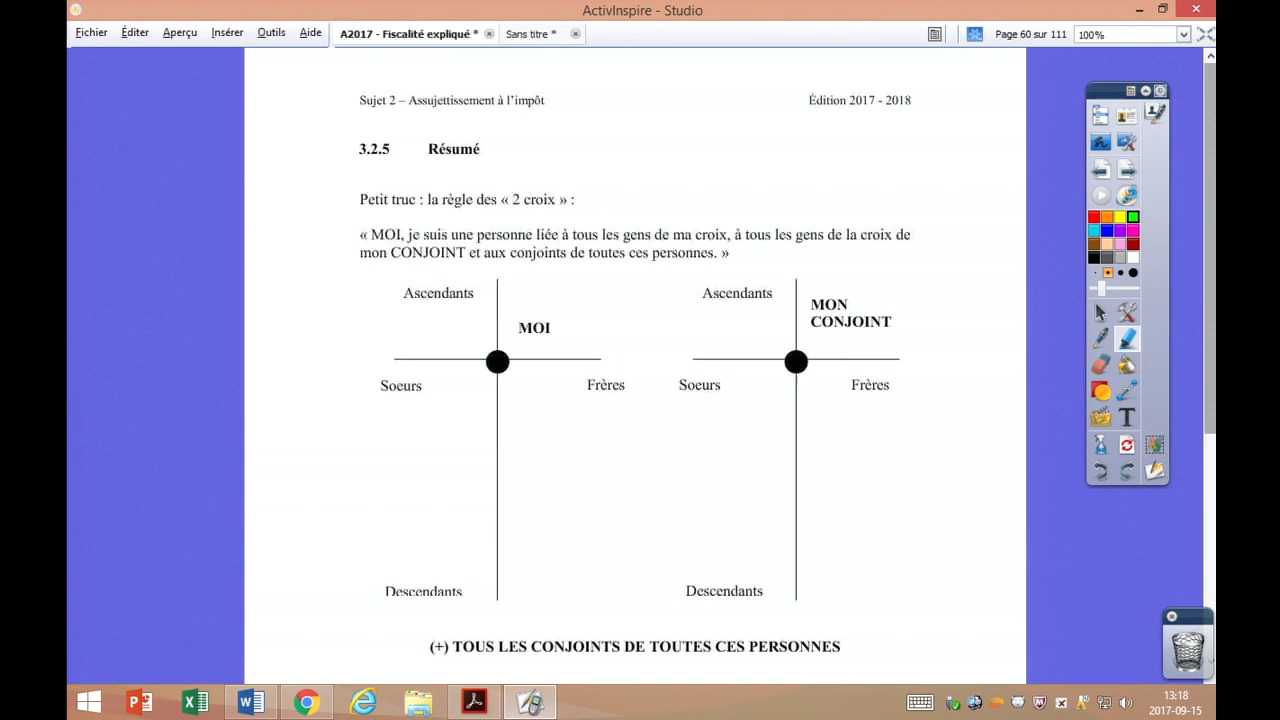 ActivInspire - Studio
Fichier Éditer Aperçu Insérer Outils Aide
A2017 - Fiscalité expliqué * Sans titre *
Page 60 sur 111 100%
Sujet 2 – Assujettissement à l'impôt Édition 2017 - 2018
3.2.5 Résumé
Petit truc : la règle des « 2 croix » :
« MOI, je suis une personne liée à tous les gens de ma croix, à tous les gens de la croix de
mon CONJOINT et aux conjoints de toutes ces personnes. »
Ascendants
MOI
Soeurs Frères
Descendants
Ascendants
MON
CONJOINT
Soeurs Frères
Descendants
(+) TOUS LES CONJOINTS DE TOUTES CES PERSONNES
13:18
2017-09-15